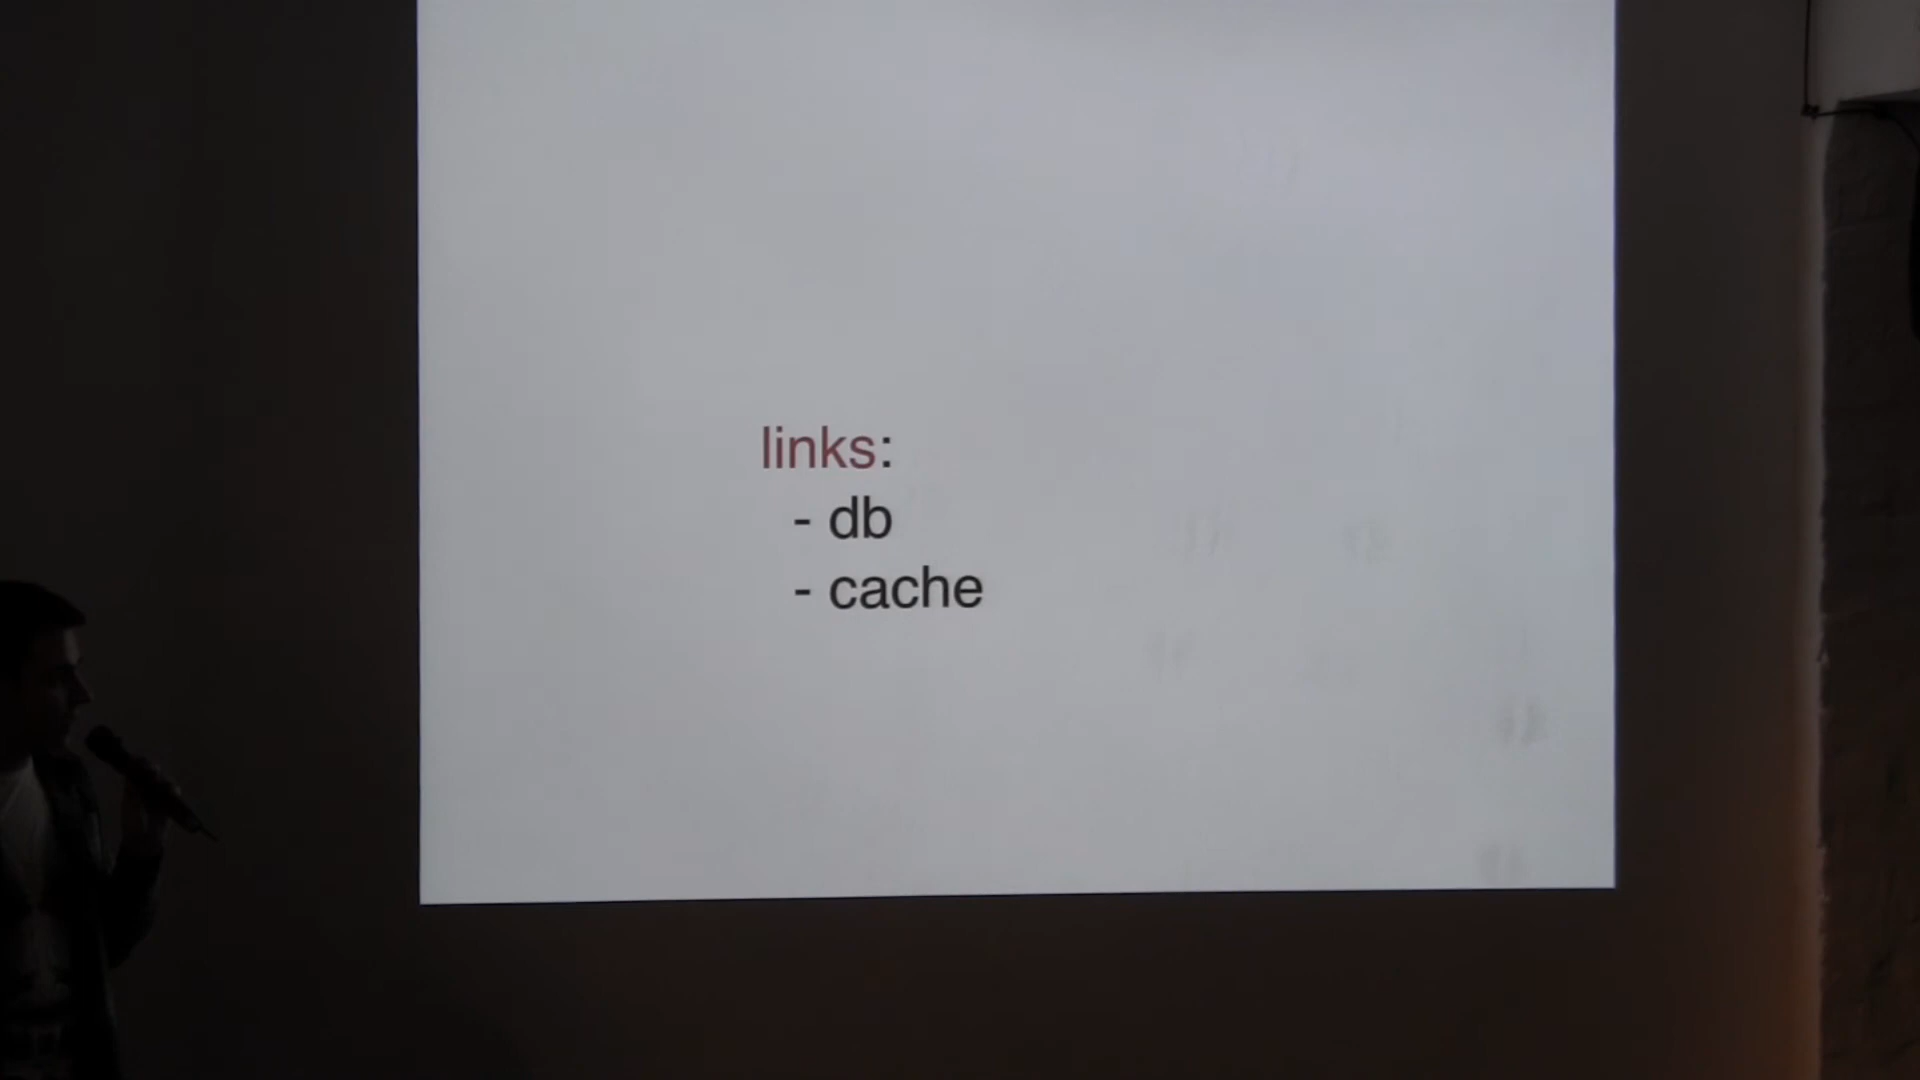 links:
- db
- cache